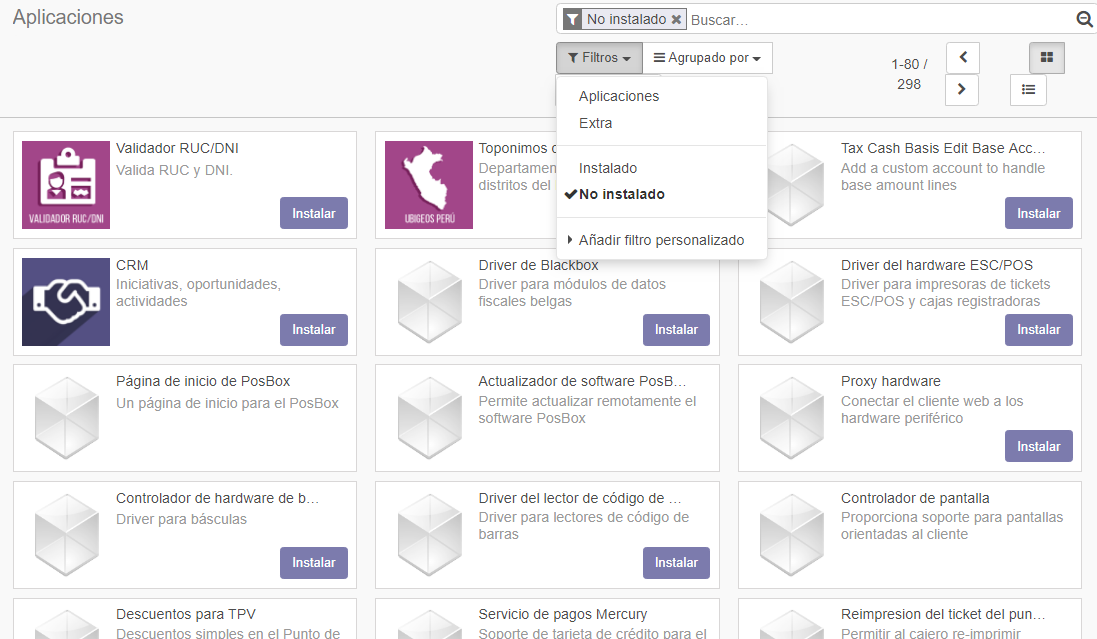 Aplicaciones
No instalado ✖ Buscar...
Filtros Agrupado por
1-80 /
298
Aplicaciones
Extra
Instalado
No instalado
Añadir filtro personalizado
VALIDADOR RUC/DNI
Validador RUC/DNI
Valida RUC y DNI.
Instalar
UBIGEOS PERÚ
Toponimos
Departamen
distritos del
Tax Cash Basis Edit Base Acc...
Add a custom account to handle
base amount lines
Instalar
CRM
Iniciativas, oportunidades,
actividades
Instalar
Driver de Blackbox
Driver para módulos de datos
fiscales belgas
Instalar
Driver del hardware ESC/POS
Driver para impresoras de tickets
ESC/POS y cajas registradoras
Instalar
Página de inicio de PosBox
Un página de inicio para el PosBox
Actualizador de software PosB...
Permite actualizar remotamente el
software PosBox
Proxy hardware
Conectar el cliente web a los
hardware periférico
Instalar
Controlador de hardware de b...
Driver para básculas
Instalar
Driver del lector de código de ...
Driver para lectores de código de
barras
Instalar
Controlador de pantalla
Proporciona soporte para pantallas
orientadas al cliente
Descuentos para TPV
Descuentos simples en el Punto de
Servicio de pagos Mercury
Soporte de tarjeta de crédito para el
Reimpresion del ticket del pun...
Permitir al cajero re-imprimir